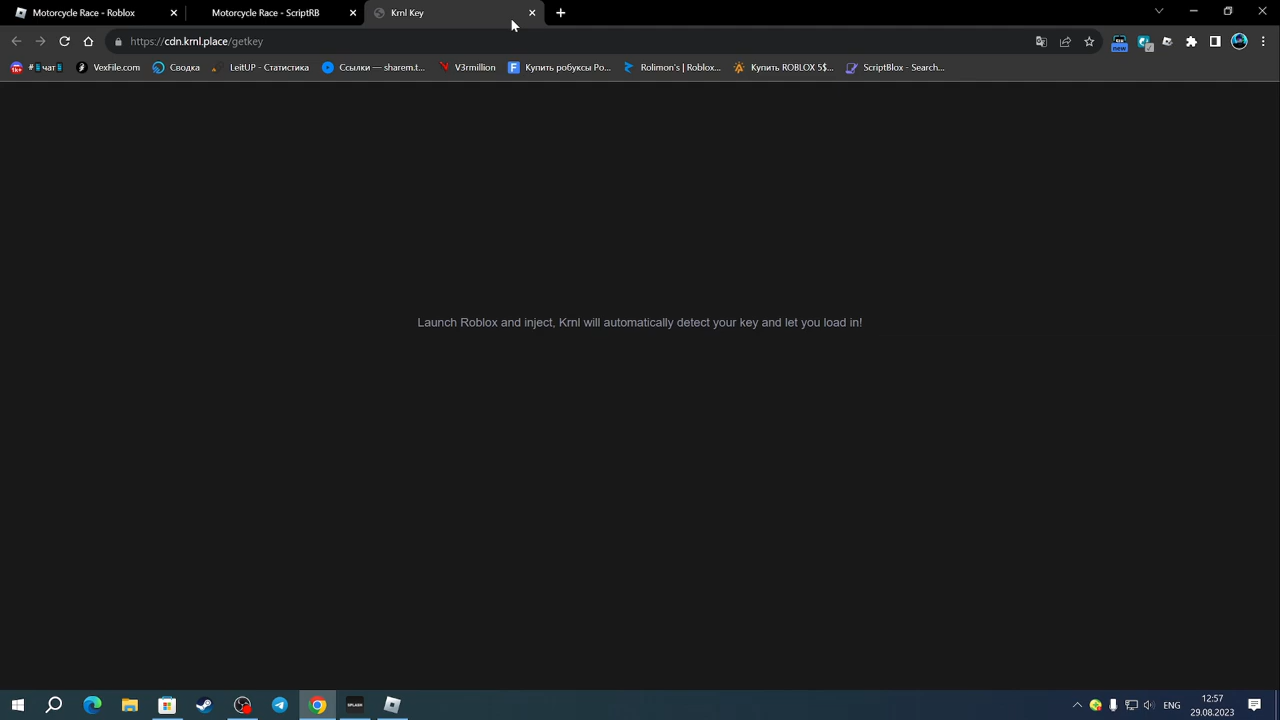 Motorcycle Race - Roblox
Motorcycle Race - ScriptRB
Krnl Key
https://cdn.krnl.place/getkey
new
VexFile.com
Сводка
LeitUP - Статистика
Ссылки — sharem.t...
V3rmillion
Купить робуксы Ро...
Rolimon's | Roblox...
Купить ROBLOX 5$...
ScriptBlox - Search...
Launch Roblox and inject, Krnl will automatically detect your key and let you load in!
ENG
12:57
29.08.2023